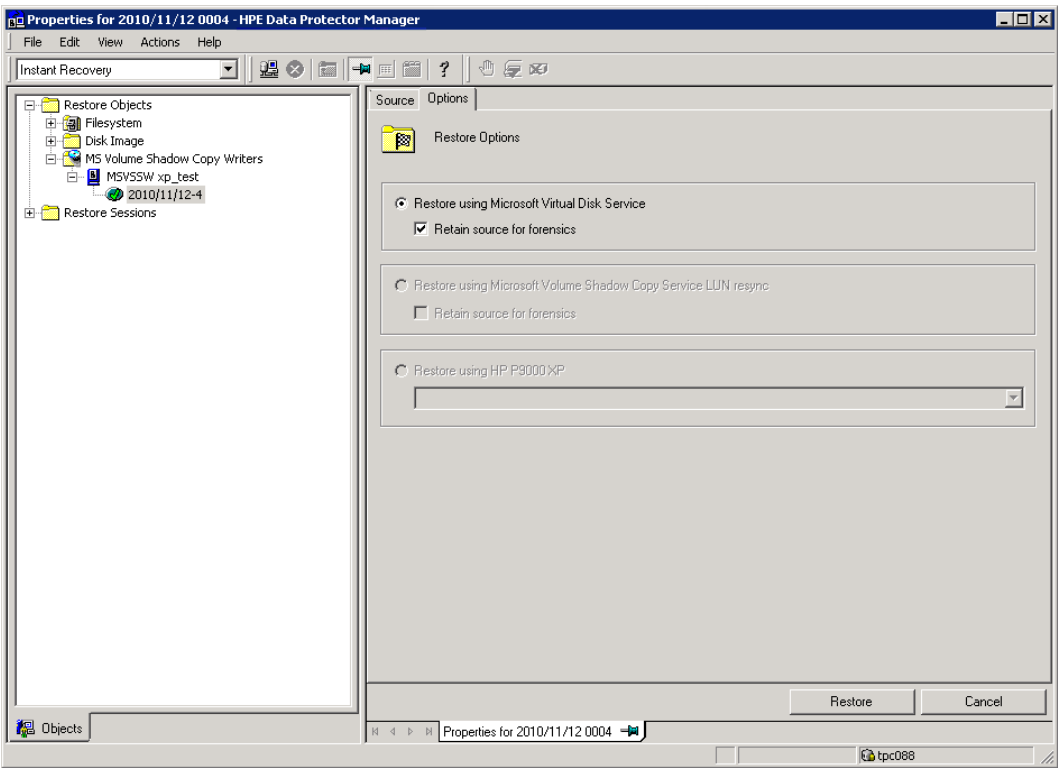 Properties for 2010/11/12 0004 - HPE Data Protector Manager
File Edit View Actions Help
Instant Recovery
Restore Objects
Filesystem
Disk Image
MS Volume Shadow Copy Writers
MSVSSW xp_test
2010/11/12-4
Restore Sessions
Objects
Source Options
Restore Options
Restore using Microsoft Virtual Disk Service
Retain source for forensics
Restore using Microsoft Volume Shadow Copy Service LUN resync
Retain source for forensics
Restore using HP P9000 XP
Restore Cancel
Properties for 2010/11/12 0004
tpc088